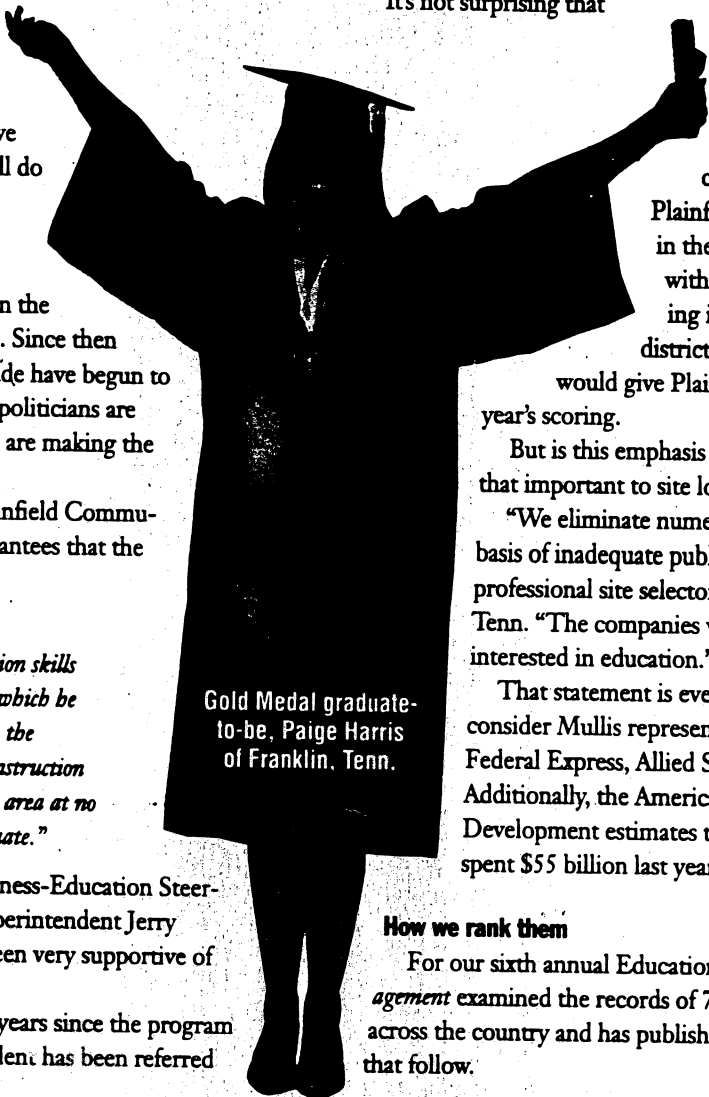 It's not surprising that
ve
ll do
n the
. Since then
de have begun to
politicians are
are making the
nfield Commu-
antees that the
ion skills
which be
the
nstruction
area at no
uate."
ness-Education Steer-
perintendent Jerry
een very supportive of
years since the program
dent has been referred
Gold Medal graduate-
to-be, Paige Harris
of Franklin, Tenn.
c
Plainf
in the
with
ing i
district
would give Plai
year's scoring.
But is this emphasis
that important to site lo
"We eliminate nume
basis of inadequate publ
professional site selector
Tenn. "The companies v
interested in education."
That statement is eve
consider Mullis represen
Federal Express, Allied S
Additionally, the Americ
Development estimates t
spent $55 billion last year
How we rank them
For our sixth annual Education
agement examined the records of 7
across the country and has publish
that follow.